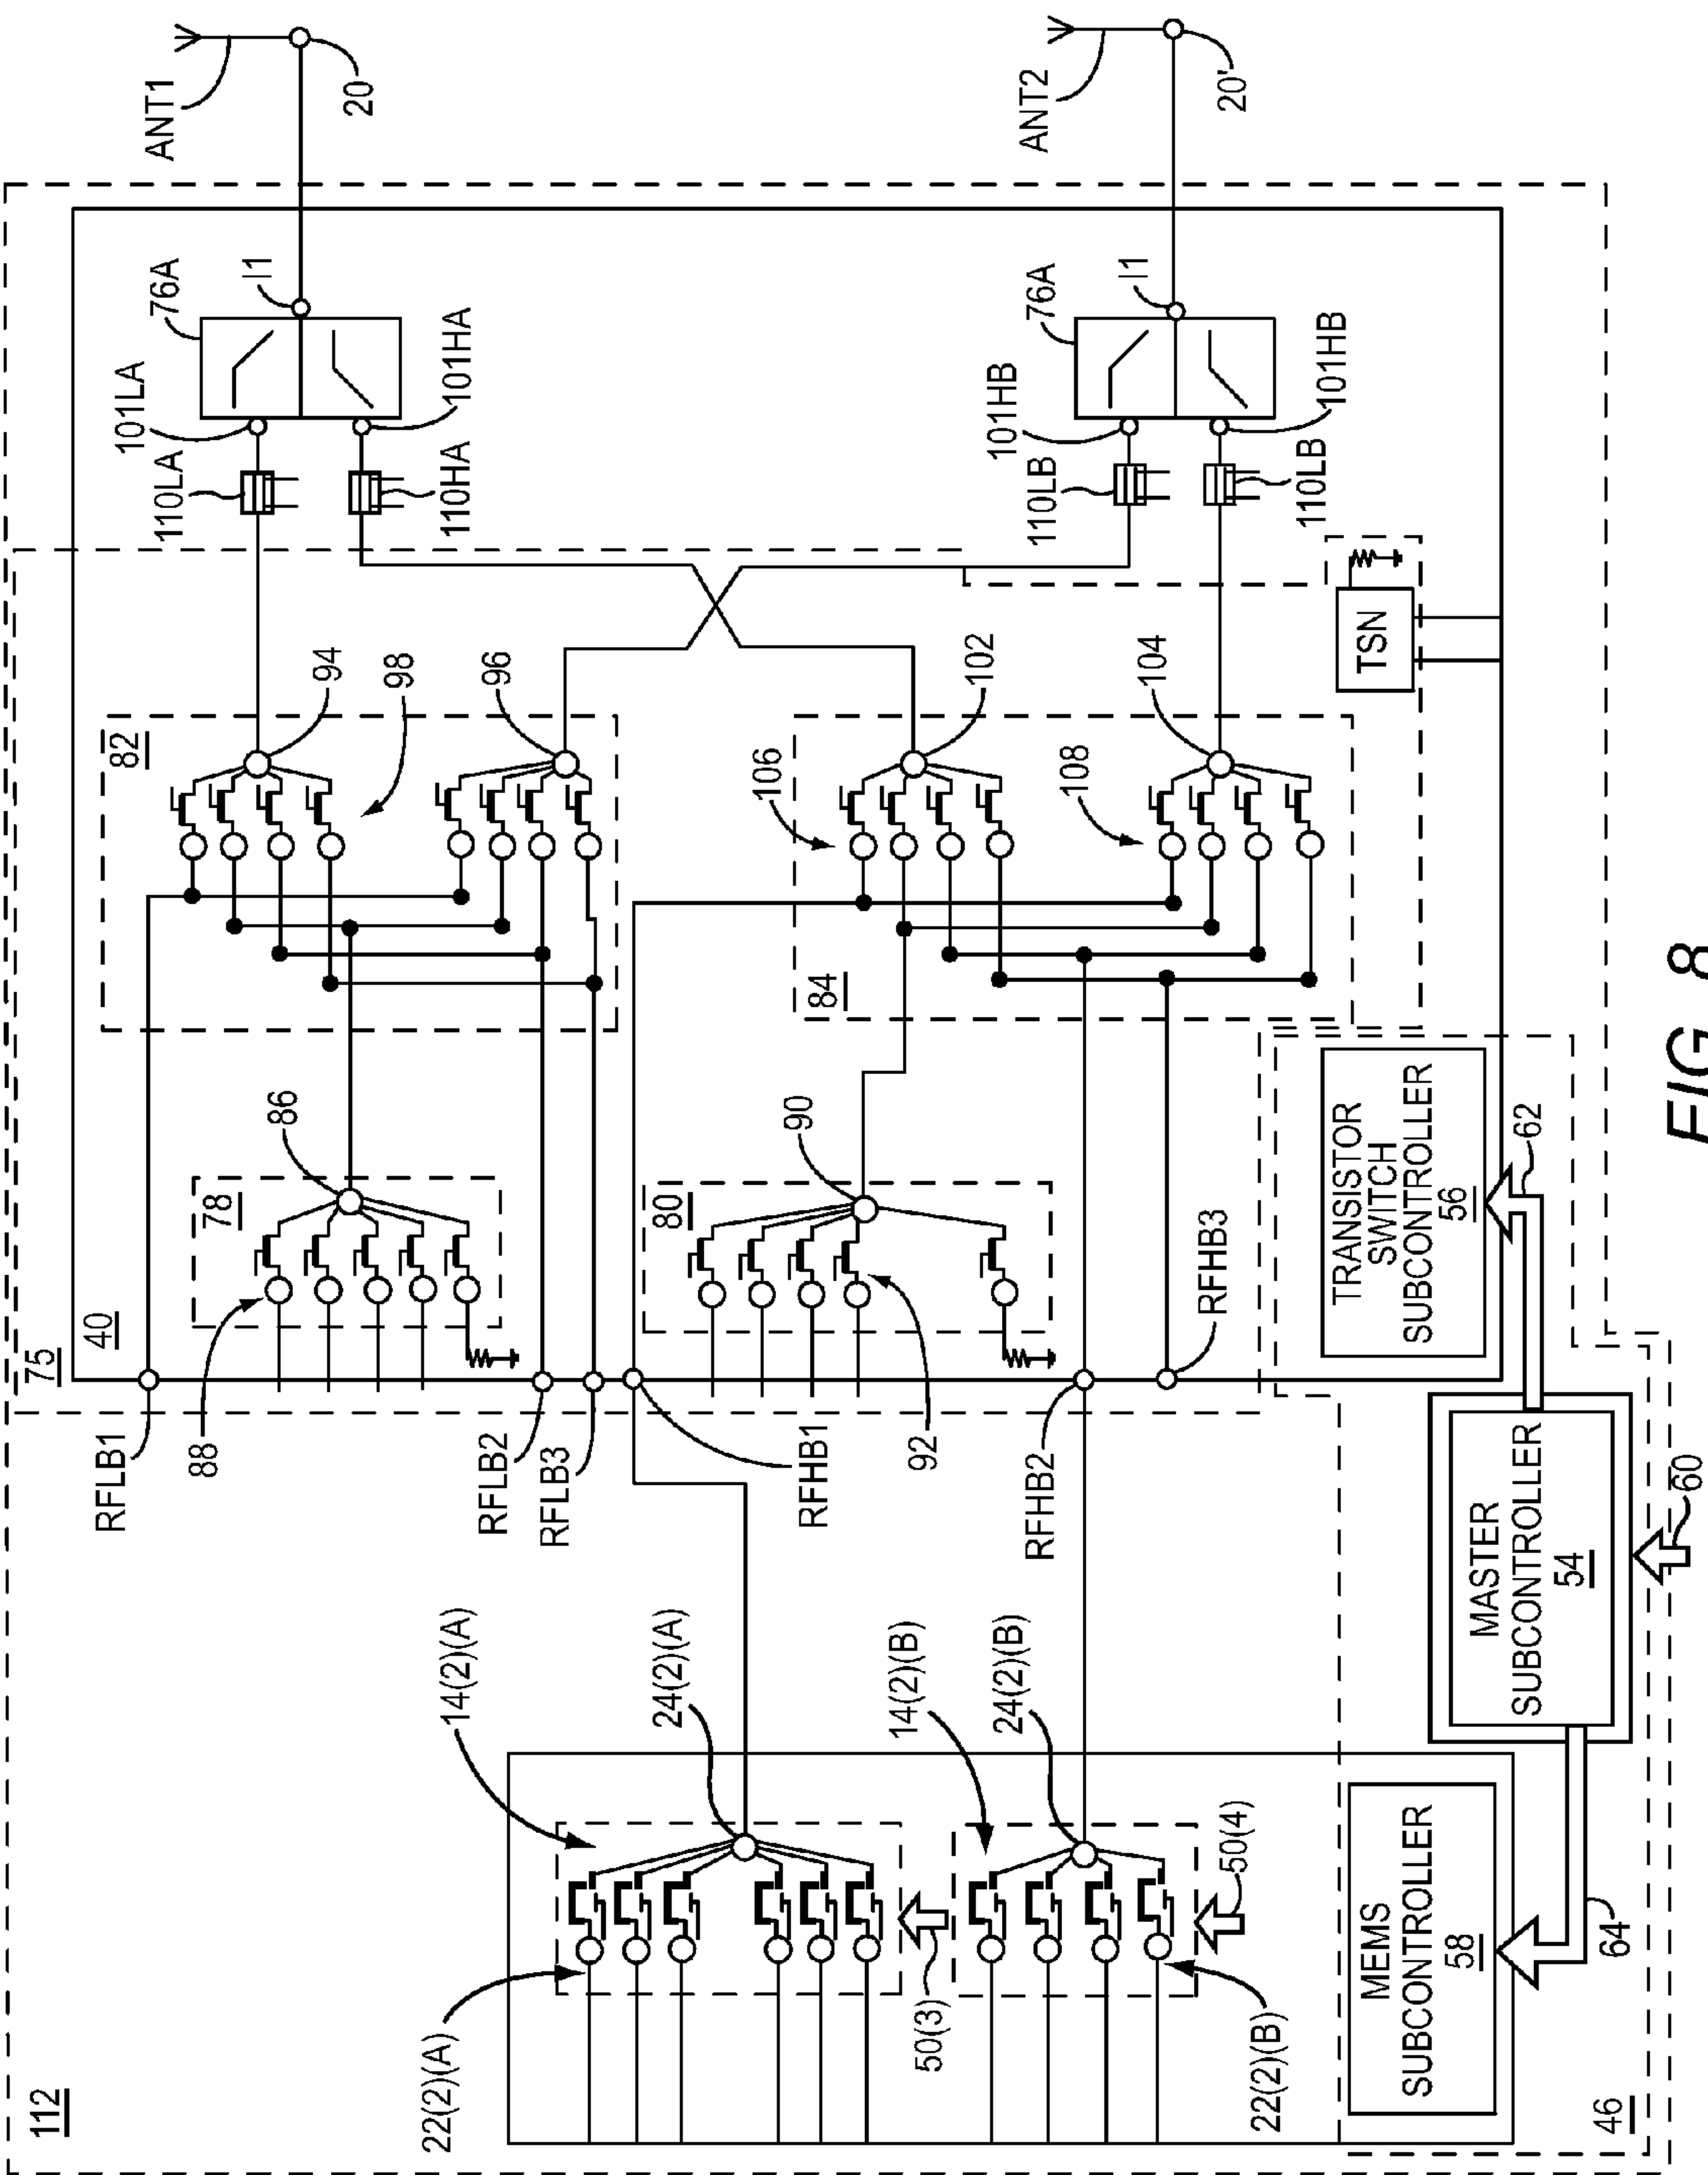 112
46
75
40
78
80
82
84
88
86
90
92
94
98
96
106
102
108
104
RFLB1
RFLB2
RFLB3
RFHB1
RFHB2
RFHB3
ANT1
20
76A
I1
101LA
101HA
110LA
110HA
ANT2
20'
76A
I1
101HB
101HB
110LB
110LB
TSN
14(2)(A)
24(2)(A)
22(2)(A)
50(3)
14(2)(B)
24(2)(B)
22(2)(B)
50(4)
MEMS
SUBCONTROLLER
58
64
MASTER
SUBCONTROLLER
54
60
TRANSISTOR
SWITCH
SUBCONTROLLER
56
62
FIG. 8